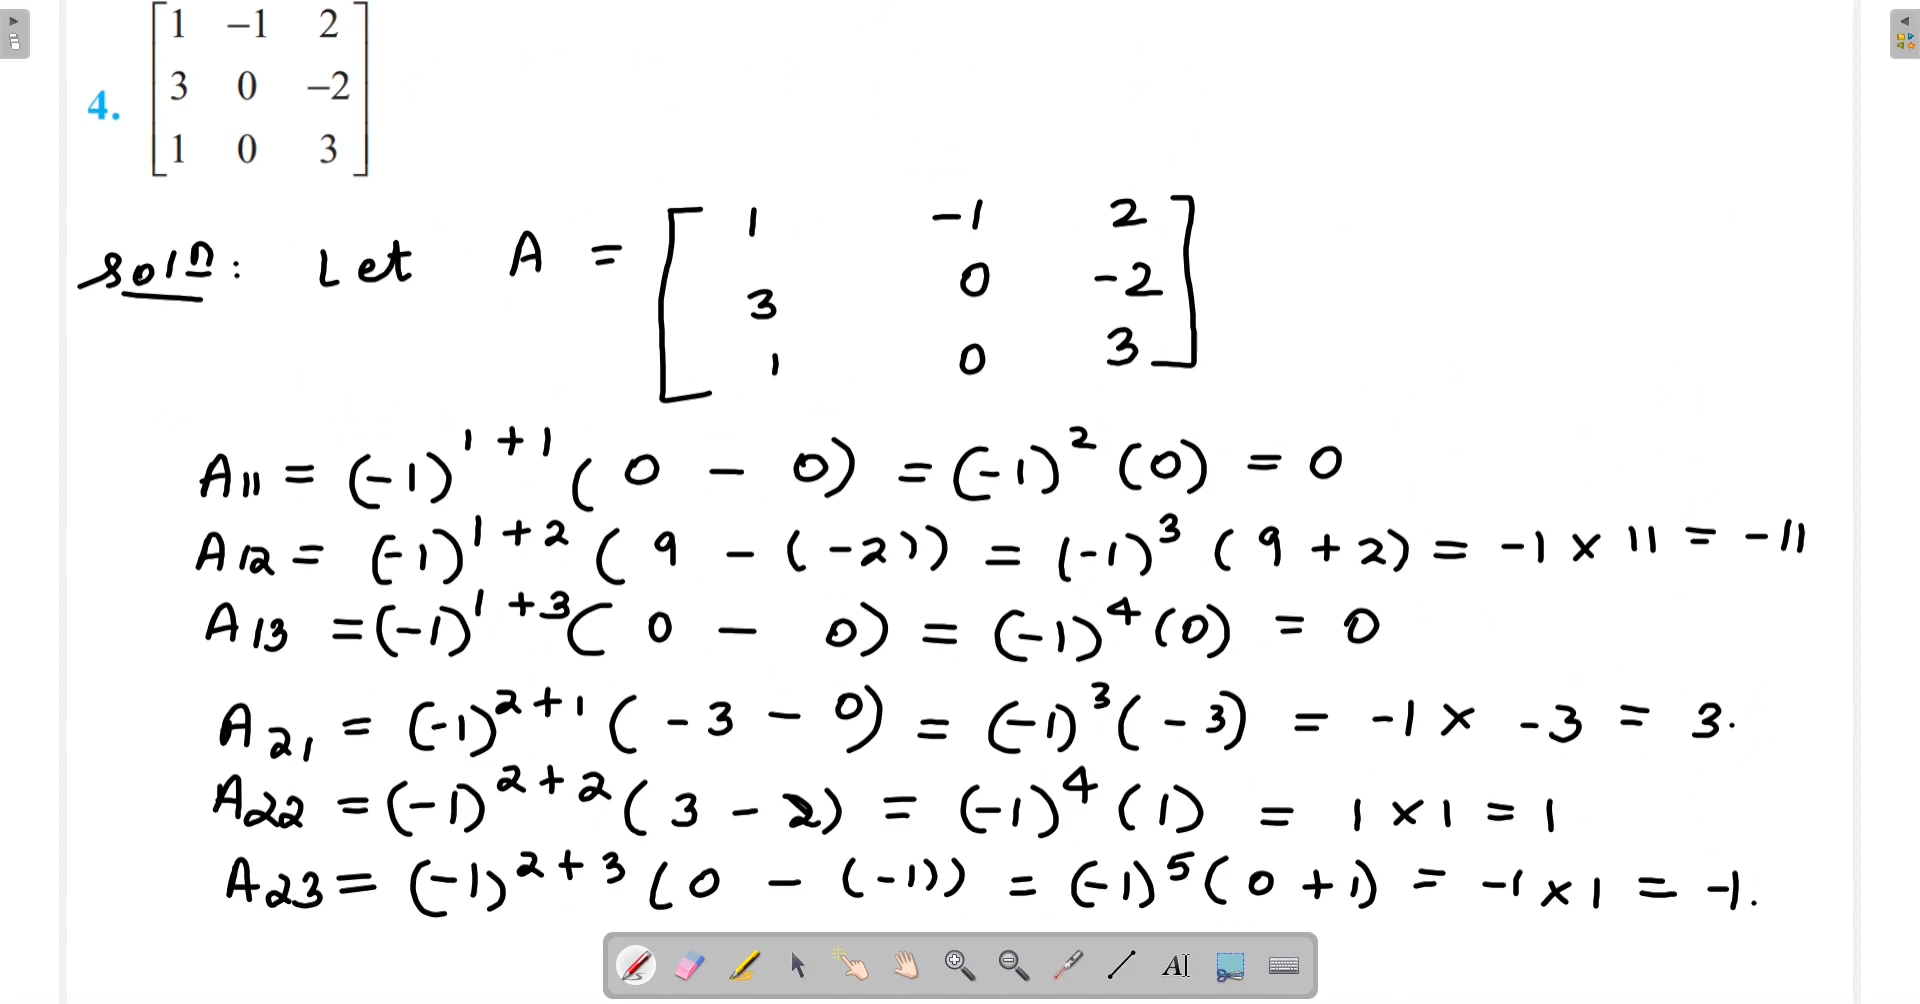 4. [1 −1 2
3 0 −2
1 0 3]
Soln: Let A = [1 -1 2
3 0 -2
1 0 3]
A11 = (-1)^1+1 (0 - 0) = (-1)^2 (0) = 0
A12 = (-1)^1+2 (9 - (-2)) = (-1)^3 (9 + 2) = -1 × 11 = -11
A13 = (-1)^1+3 (0 - 0) = (-1)^4 (0) = 0
A21 = (-1)^2+1 (-3 - 0) = (-1)^3 (-3) = -1 × -3 = 3.
A22 = (-1)^2+2 (3 - 2) = (-1)^4 (1) = 1 × 1 = 1
A23 = (-1)^2+3 (0 - (-1)) = (-1)^5 (0 + 1) = -1 × 1 = -1.